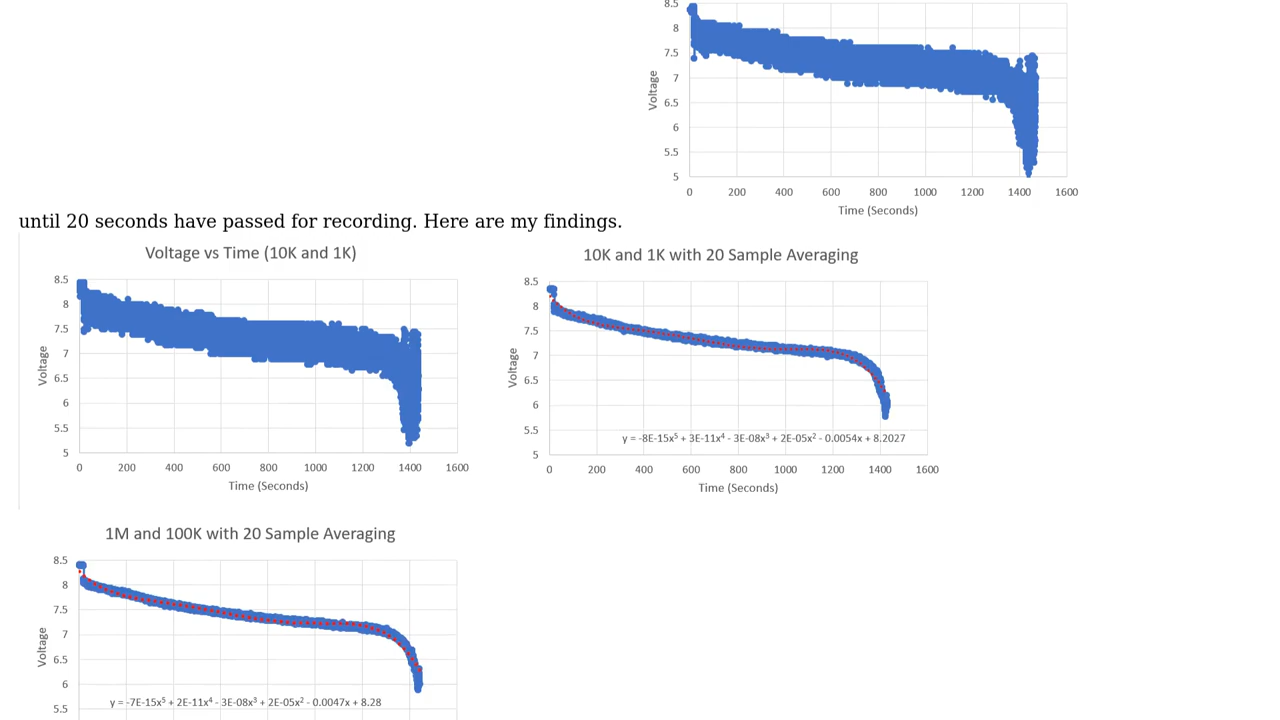 8.5
8
7.5
7
6.5
6
5.5
5
Voltage
0 200 400 600 800 1000 1200 1400 1600
Time (Seconds)
until 20 seconds have passed for recording. Here are my findings.
Voltage vs Time (10K and 1K)
8.5
8
7.5
7
6.5
6
5.5
5
Voltage
0 200 400 600 800 1000 1200 1400 1600
Time (Seconds)
10K and 1K with 20 Sample Averaging
8.5
8
7.5
7
6.5
6
5.5
5
Voltage
y = -8E-15x⁵ + 3E-11x⁴ - 3E-08x³ + 2E-05x² - 0.0054x + 8.2027
0 200 400 600 800 1000 1200 1400 1600
Time (Seconds)
1M and 100K with 20 Sample Averaging
8.5
8
7.5
7
6.5
6
5.5
Voltage
y = -7E-15x⁵ + 2E-11x⁴ - 3E-08x³ + 2E-05x² - 0.0047x + 8.28